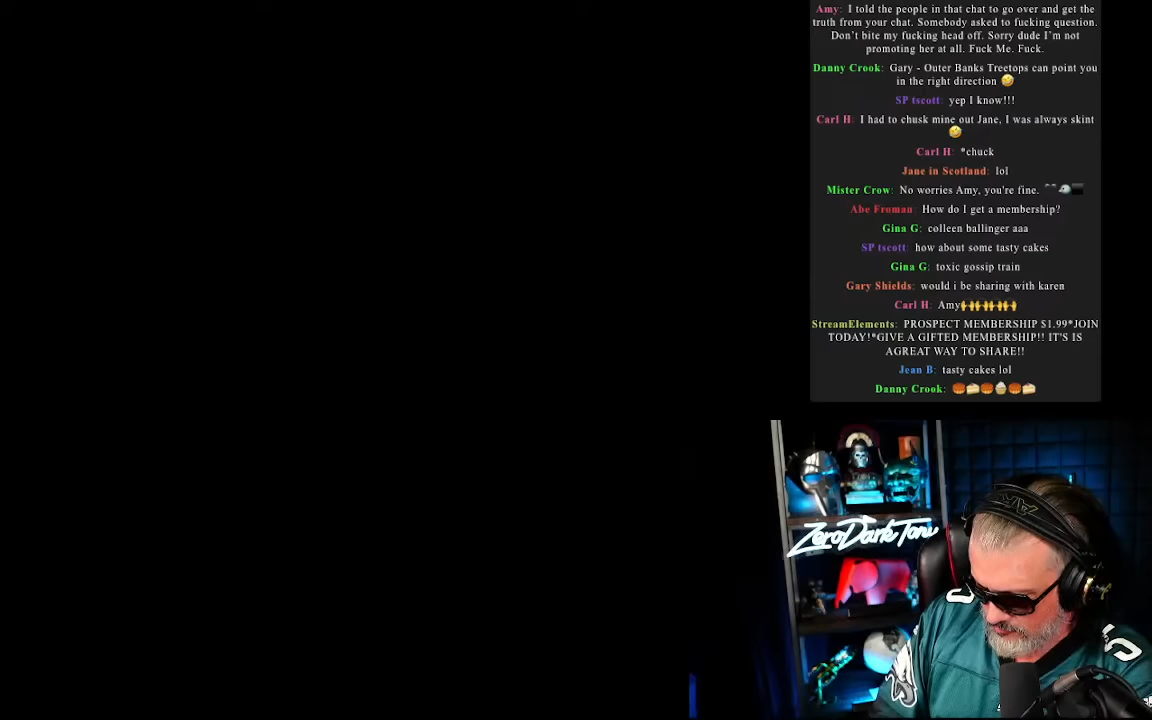 Amy: I told the people in that chat to go over and get the
truth from your chat. Somebody asked to fucking question.
Don't bite my fucking head off. Sorry dude I'm not
promoting her at all. Fuck Me. Fuck.
Danny Crook: Gary - Outer Banks Treetops can point you
in the right direction 🤣
SP tscott: yep I know!!!
Carl H: I had to chusk mine out Jane, I was always skint
🤣
Carl H: *chuck
Jane in Scotland: lol
Mister Crow: No worries Amy, you're fine.
Abe Froman: How do I get a membership?
Gina G: colleen ballinger aaa
SP tscott: how about some tasty cakes
Gina G: toxic gossip train
Gary Shields: would i be sharing with karen
Carl H: Amy🙌🙌🙌🙌
StreamElements: PROSPECT MEMBERSHIP $1.99*JOIN
TODAY!*GIVE A GIFTED MEMBERSHIP!! IT'S IS
AGREAT WAY TO SHARE!!
Jean B: tasty cakes lol
Danny Crook: 🥮🍰🥮🧁🥮🍰
ZeroDarkTony